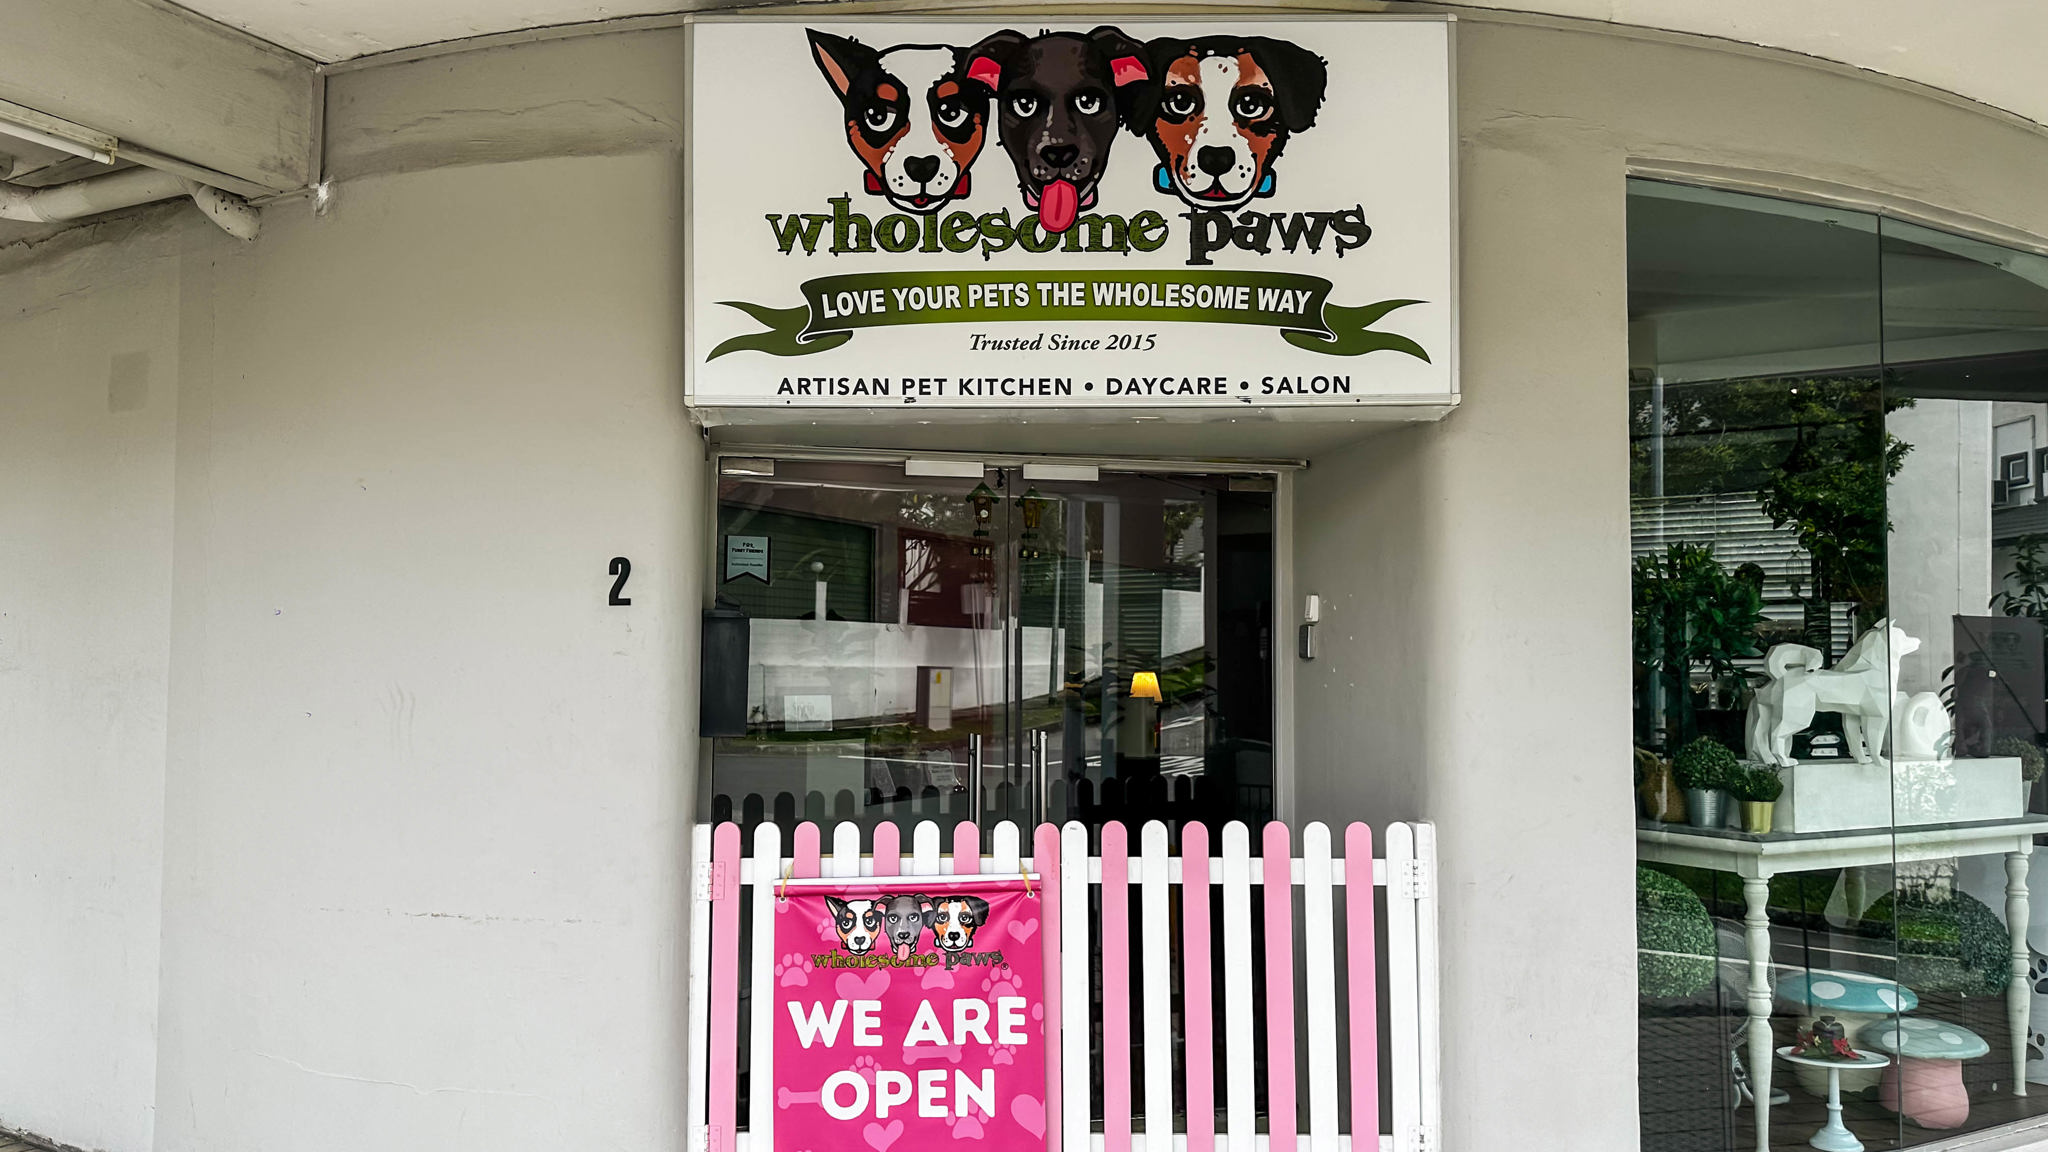 wholesome paws
LOVE YOUR PETS THE WHOLESOME WAY
Trusted Since 2015
ARTISAN PET KITCHEN • DAYCARE • SALON
2
wholesome paws®
WE ARE
OPEN